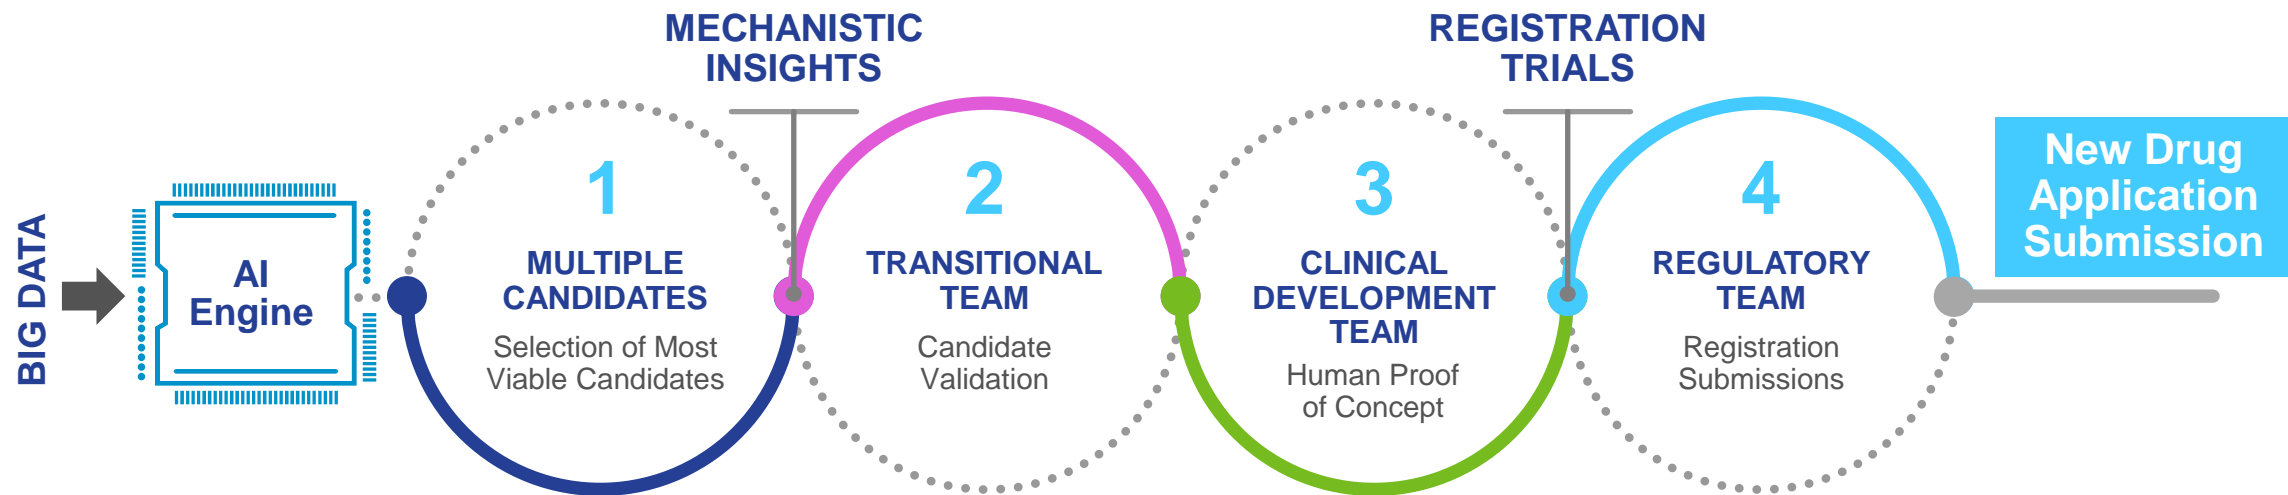 BIG DATA
AI
Engine
1
MULTIPLE
CANDIDATES
Selection of Most
Viable Candidates
MECHANISTIC
INSIGHTS
2
TRANSITIONAL
TEAM
Candidate
Validation
3
CLINICAL
DEVELOPMENT
TEAM
Human Proof
of Concept
REGISTRATION
TRIALS
4
REGULATORY
TEAM
Registration
Submissions
New Drug
Application
Submission